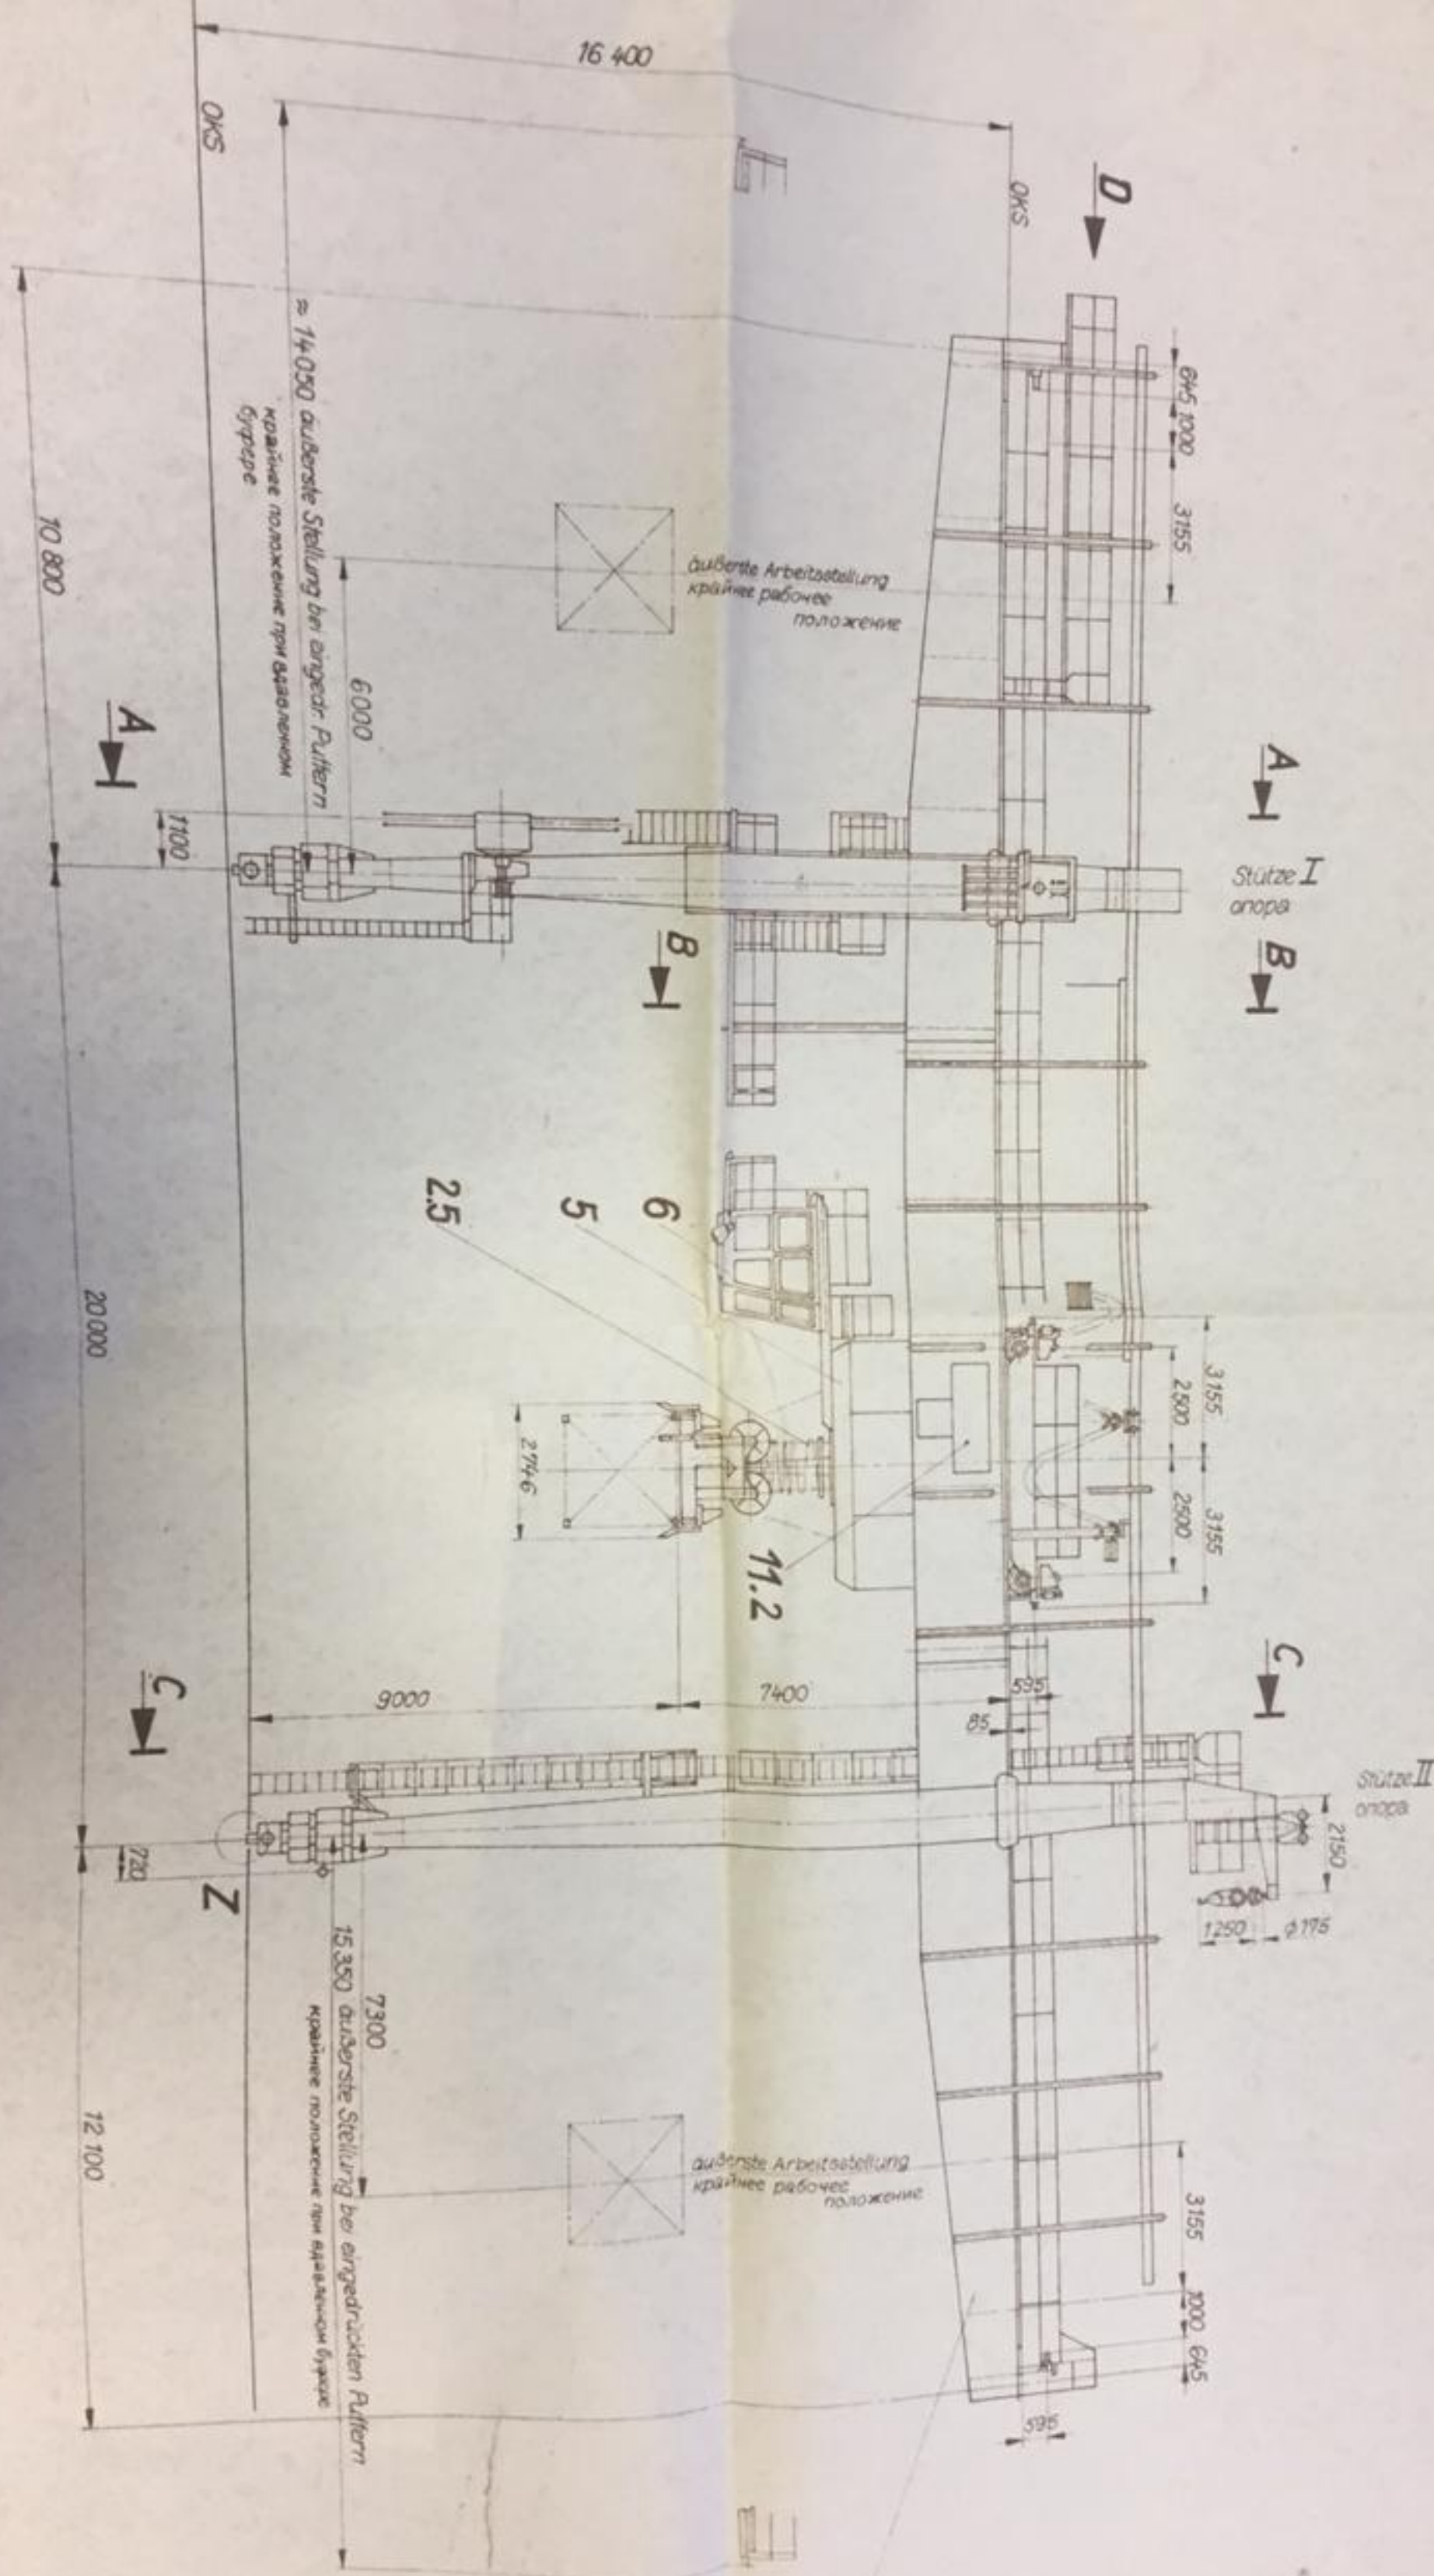 16 400
OKS
OKS
D
645
1000
3155
≈ 14 050 äußerste Stellung bei eingedr. Puffern
крайнее положение при вдавленном
буфере
10 800
6000
äußerste Arbeitsstellung
крайнее рабочее
положение
A
A
1100
Stütze I
опора
B
B
2.5
5
6
20 000
3155
2500
2500
3155
2746
11.2
C
C
9000
7400
595
85
Stütze II
опора
2150
1250
φ 175
720
Z
7300
15 350 äußerste Stellung bei eingedrückten Puffern
крайнее положение при вдавленном буфере
12 100
äußerste Arbeitsstellung
крайнее рабочее
положение
3155
1000
645
595